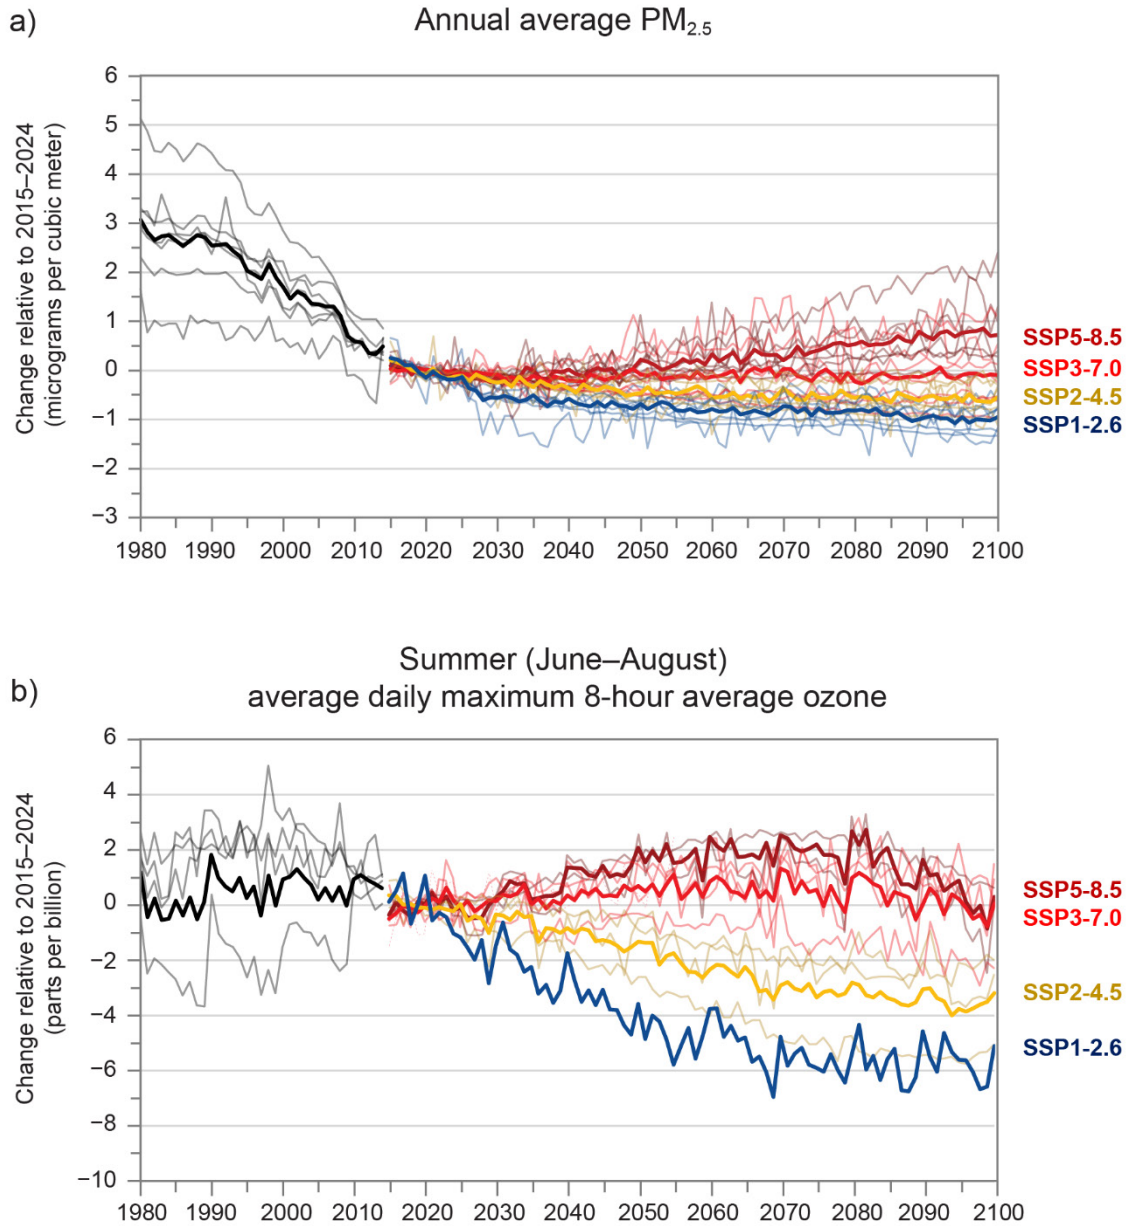 a)
Annual average PM2.5
Change relative to 2015–2024
(micrograms per cubic meter)
6
5
4
3
2
1
0
−1
−2
−3
1980 1990 2000 2010 2020 2030 2040 2050 2060 2070 2080 2090 2100
SSP5-8.5
SSP3-7.0
SSP2-4.5
SSP1-2.6
b)
Summer (June–August)
average daily maximum 8-hour average ozone
Change relative to 2015–2024
(parts per billion)
6
4
2
0
−2
−4
−6
−8
−10
1980 1990 2000 2010 2020 2030 2040 2050 2060 2070 2080 2090 2100
SSP5-8.5
SSP3-7.0
SSP2-4.5
SSP1-2.6